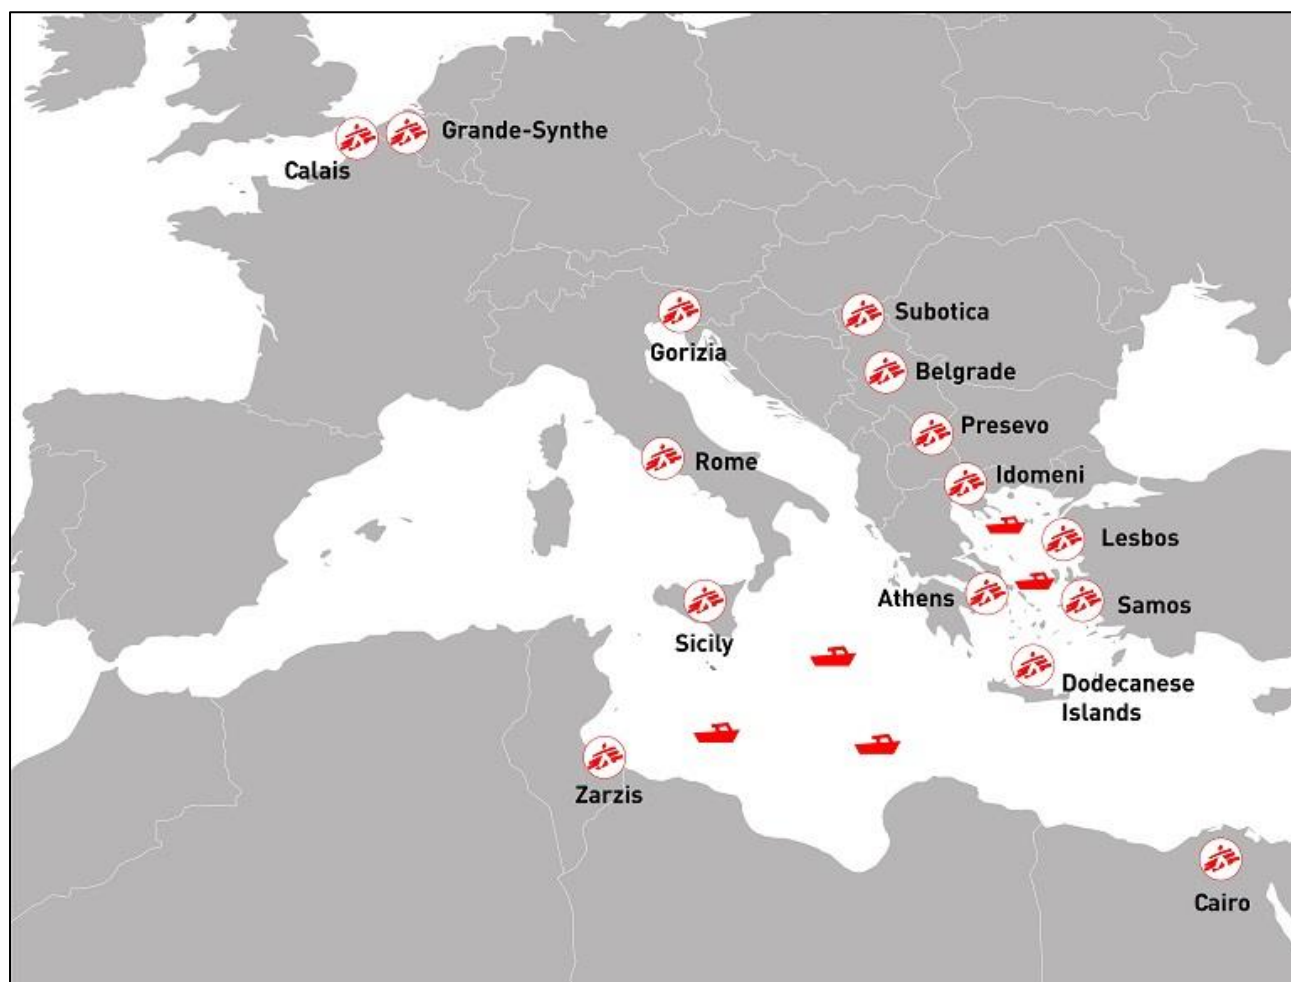 Grande-Synthe
Calais
Subotica
Gorizia
Belgrade
Presevo
Rome
Idomeni
Lesbos
Athens
Samos
Sicily
Dodecanese
Islands
Zarzis
Cairo